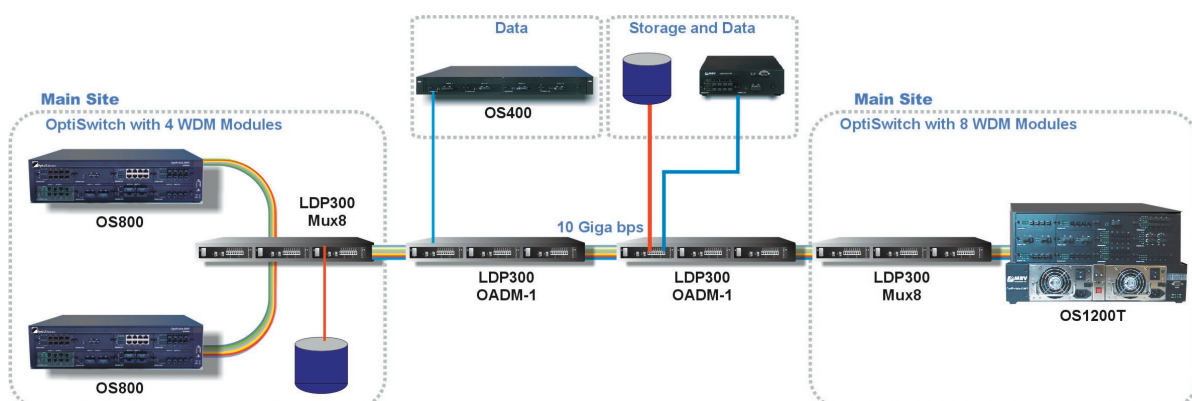 Data
Storage and Data
OS400
Main Site
OptiSwitch with 4 WDM Modules
OS800
LDP300
Mux8
OS800
10 Giga bps
LDP300
OADM-1
LDP300
OADM-1
Main Site
OptiSwitch with 8 WDM Modules
LDP300
Mux8
MRV
OS1200T